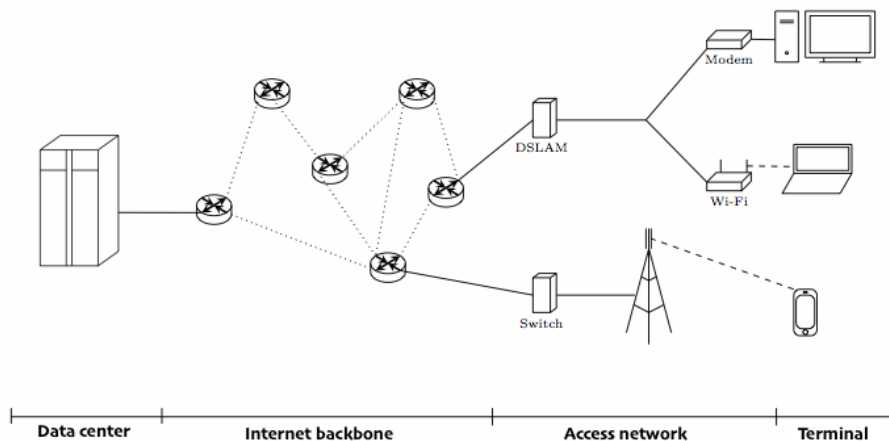 Modem
DSLAM
Wi-Fi
Switch
Data center
Internet backbone
Access network
Terminal